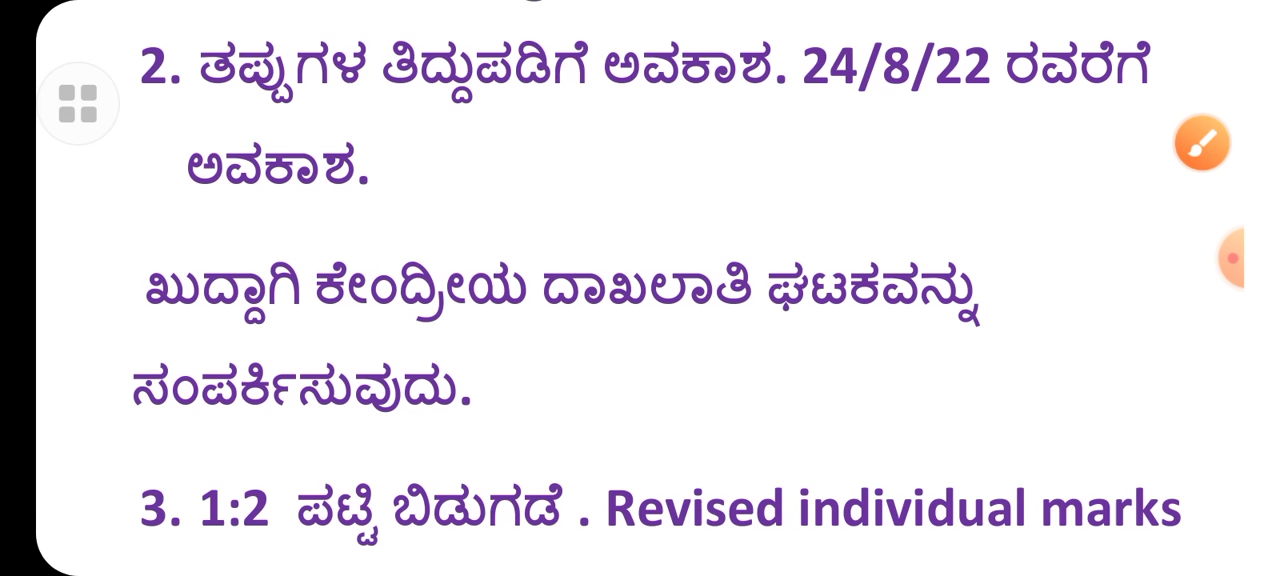 2. ತಪ್ಪುಗಳ ತಿದ್ದುಪಡಿಗೆ ಅವಕಾಶ. 24/8/22 ರವರೆಗೆ
ಅವಕಾಶ.
ಖುದ್ದಾಗಿ ಕೇಂದ್ರೀಯ ದಾಖಲಾತಿ ಘಟಕವನ್ನು
ಸಂಪರ್ಕಿಸುವುದು.
3. 1:2 ಪಟ್ಟಿ ಬಿಡುಗಡೆ . Revised individual marks